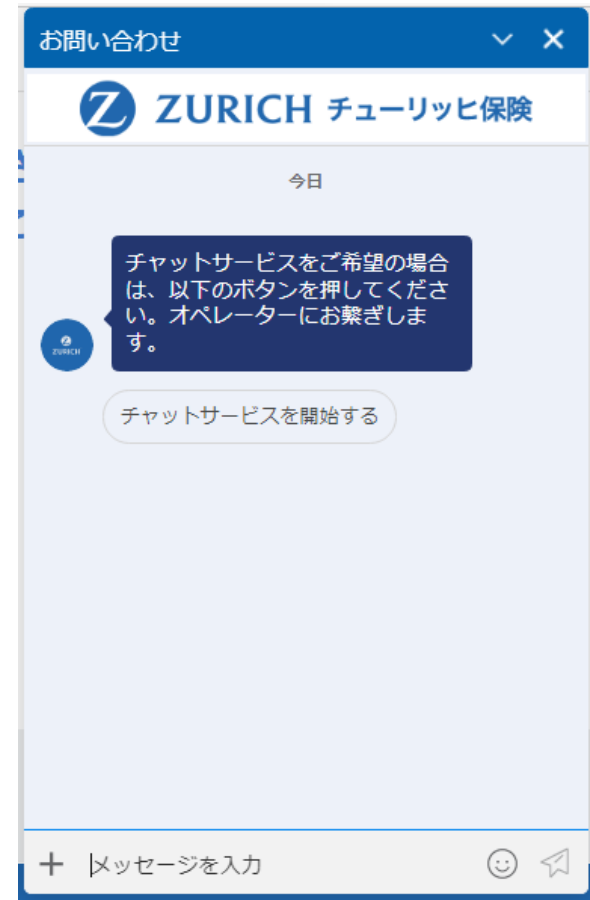 お問い合わせ
ZURICH チューリッヒ保険
今日
チャットサービスをご希望の場合
は、以下のボタンを押してくださ
い。オペレーターにお繋ぎしま
す。
ZURICH
チャットサービスを開始する
メッセージを入力